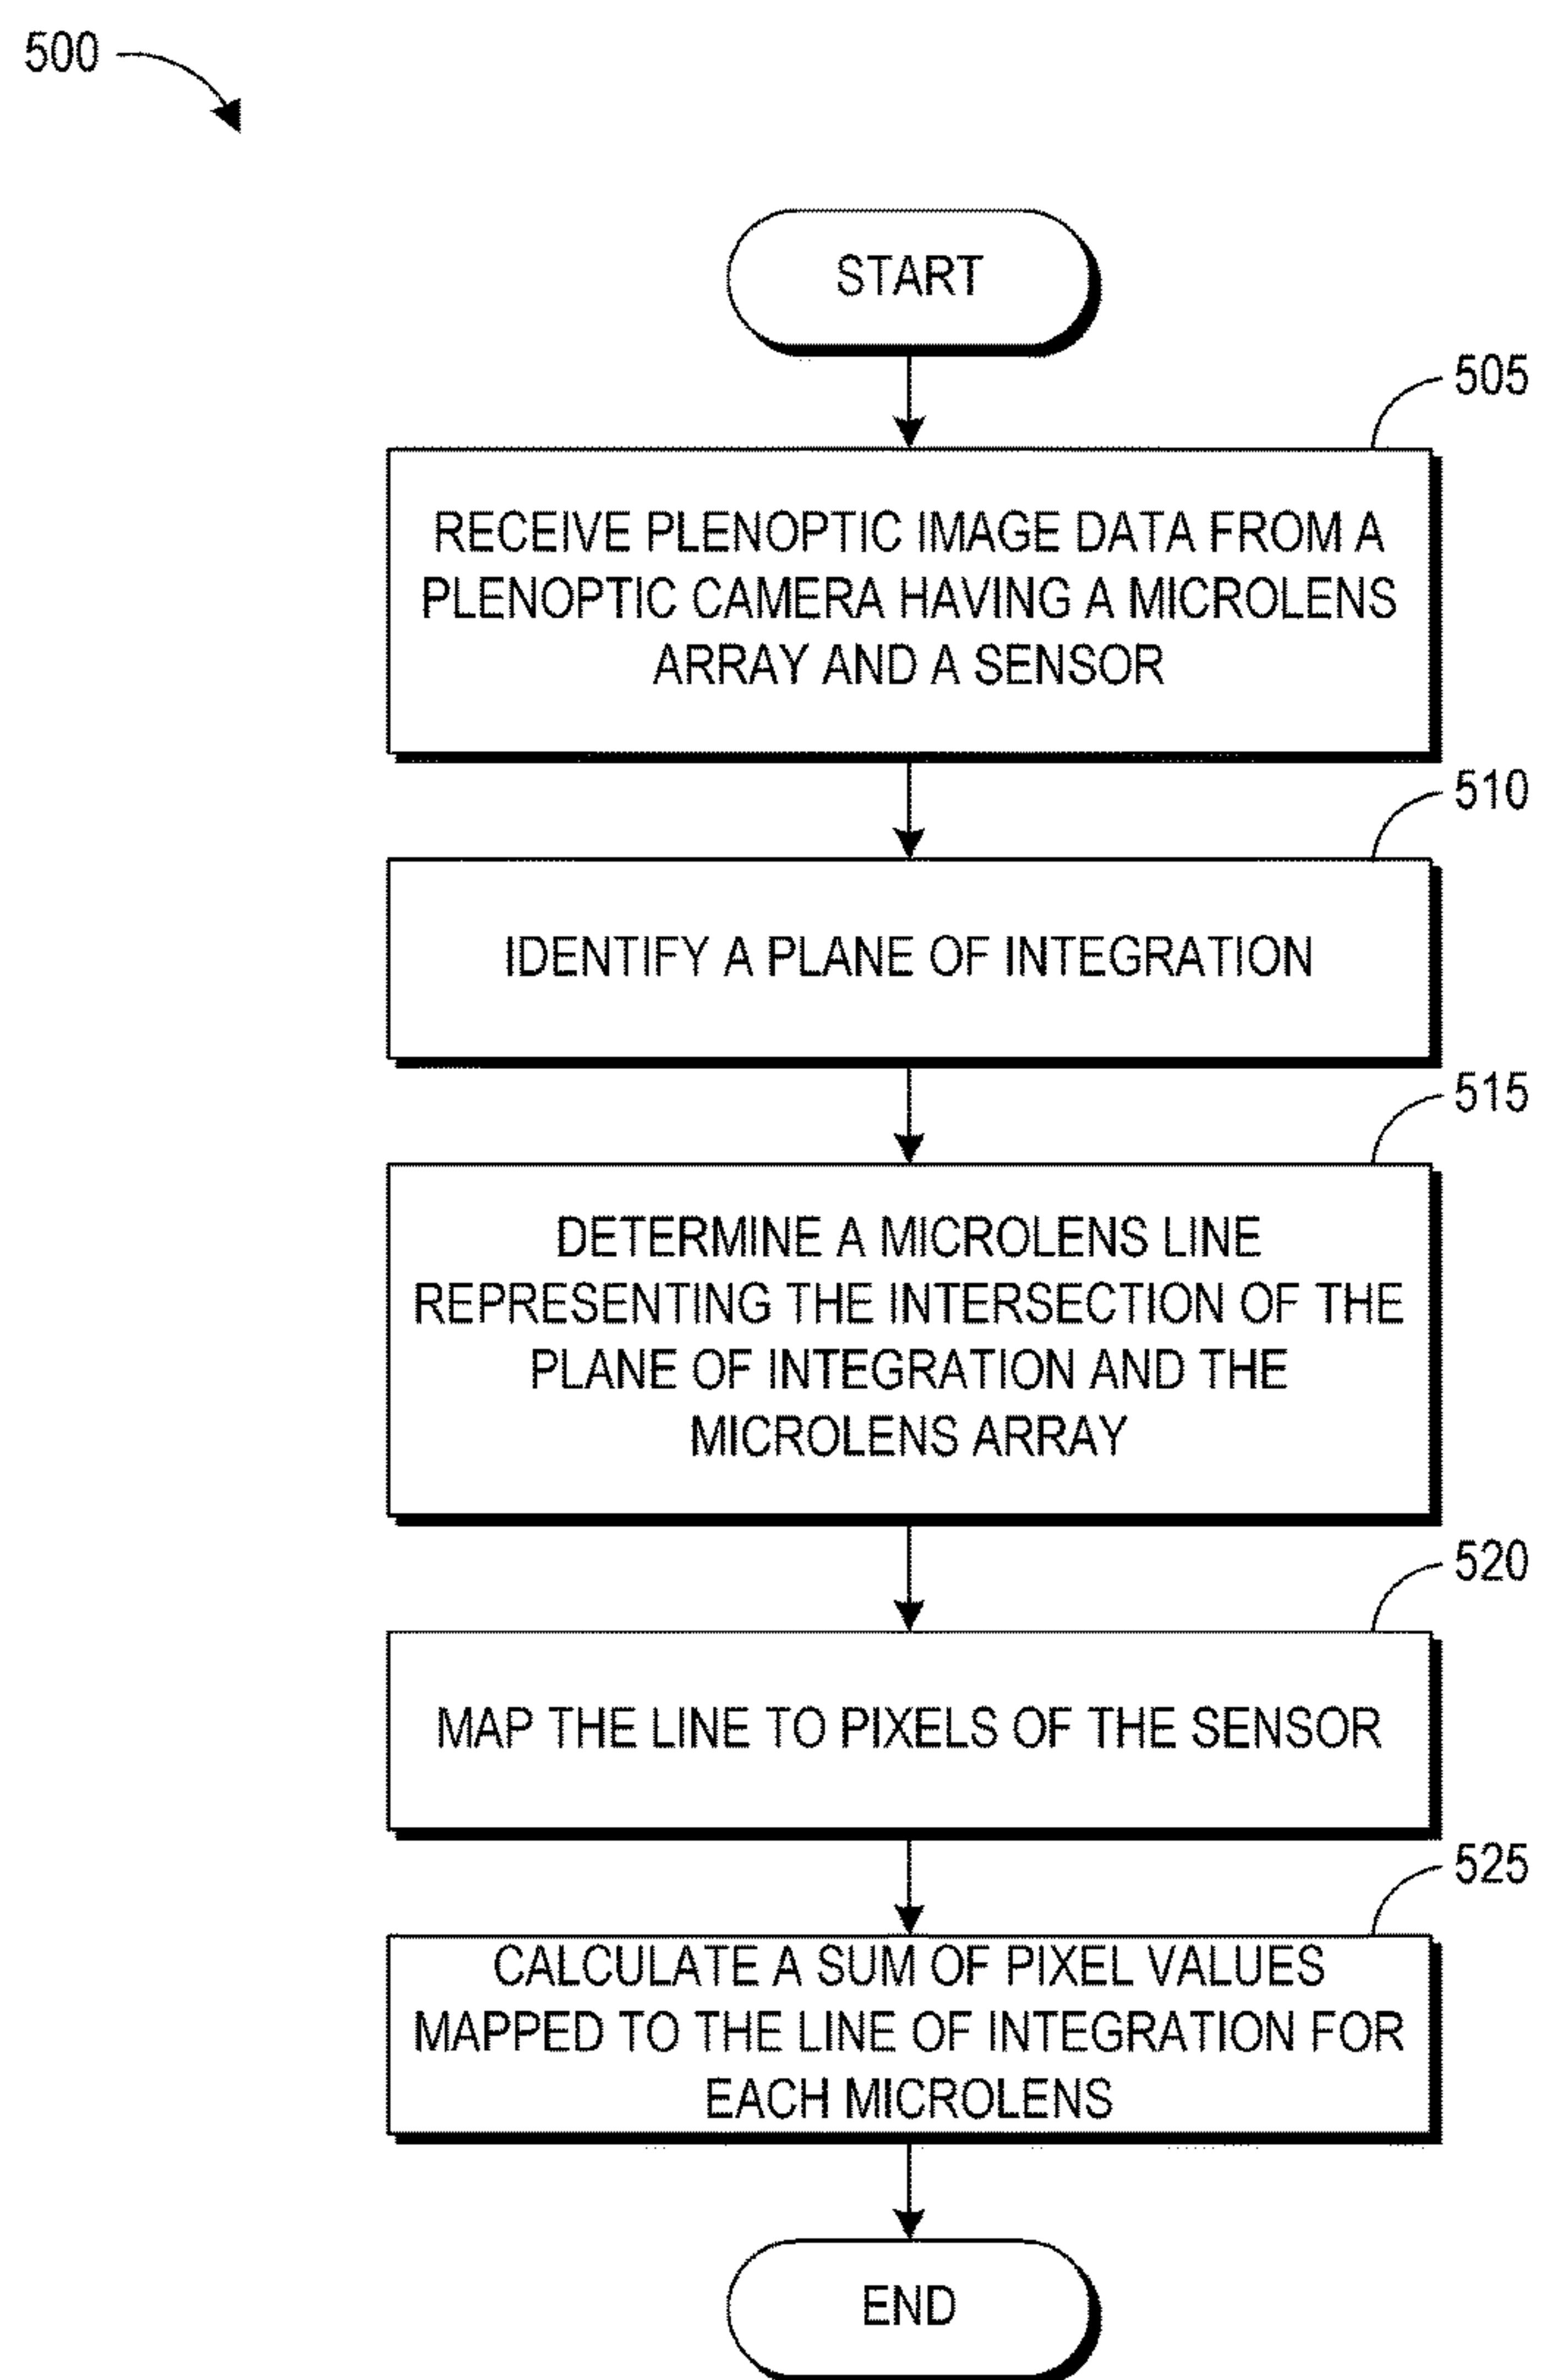 500
START
505
RECEIVE PLENOPTIC IMAGE DATA FROM A
PLENOPTIC CAMERA HAVING A MICROLENS
ARRAY AND A SENSOR
510
IDENTIFY A PLANE OF INTEGRATION
515
DETERMINE A MICROLENS LINE
REPRESENTING THE INTERSECTION OF THE
PLANE OF INTEGRATION AND THE
MICROLENS ARRAY
520
MAP THE LINE TO PIXELS OF THE SENSOR
525
CALCULATE A SUM OF PIXEL VALUES
MAPPED TO THE LINE OF INTEGRATION FOR
EACH MICROLENS
END